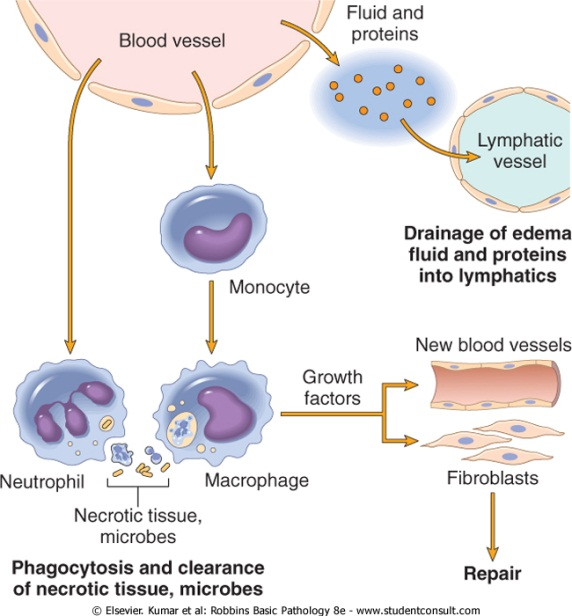 Fluid and
proteins
Blood vessel
Lymphatic
vessel
Drainage of edema
fluid and proteins
into lymphatics
Monocyte
New blood vessels
Growth
factors
Neutrophil
Macrophage
Fibroblasts
Necrotic tissue,
microbes
Phagocytosis and clearance
of necrotic tissue, microbes
Repair
© Elsevier. Kumar et al: Robbins Basic Pathology 8e - www.studentconsult.com